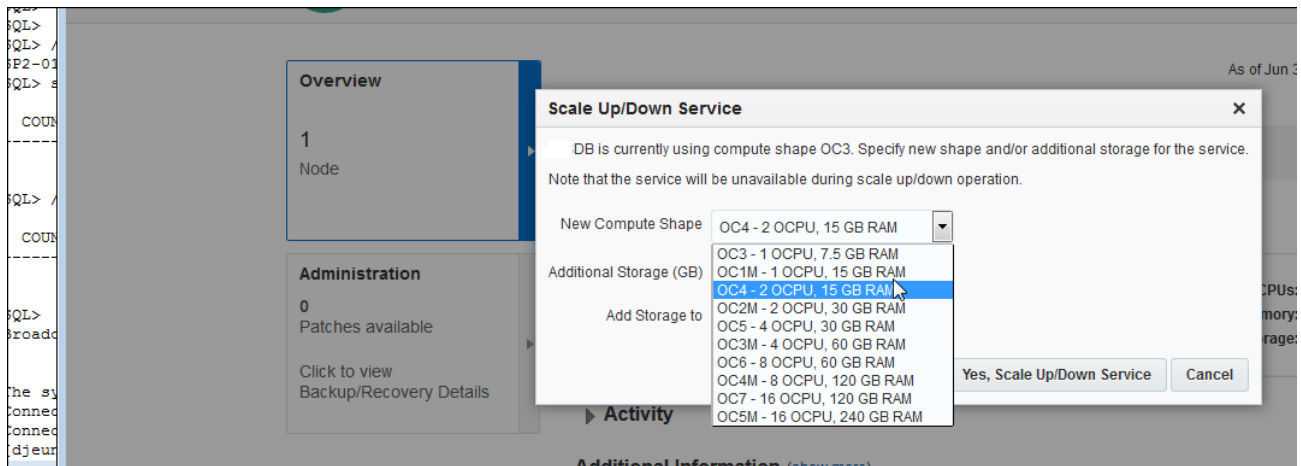 SQL>
SQL> /
SQL>
COUN
------
SQL> /
COUN
------
SQL>
Broadc
The sy
Connec
Connec
[djeur
Overview
1
Node
Administration
0
Patches available
Click to view
Backup/Recovery Details
As of Jun 3
Scale Up/Down Service
DB is currently using compute shape OC3. Specify new shape and/or additional storage for the service.
Note that the service will be unavailable during scale up/down operation.
New Compute Shape OC4 - 2 OCPU, 15 GB RAM
OC3 - 1 OCPU, 7.5 GB RAM
Additional Storage (GB) OC1M - 1 OCPU, 15 GB RAM
OC4 - 2 OCPU, 15 GB RAM
OC2M - 2 OCPU, 30 GB RAM
Add Storage to
OC5 - 4 OCPU, 30 GB RAM
OC3M - 4 OCPU, 60 GB RAM
OC6 - 8 OCPU, 60 GB RAM
OC4M - 8 OCPU, 120 GB RAM
OC7 - 16 OCPU, 120 GB RAM
OC5M - 16 OCPU, 240 GB RAM
Yes, Scale Up/Down Service Cancel
CPUs:
mory:
rage:
Activity
Additional Information (show more)